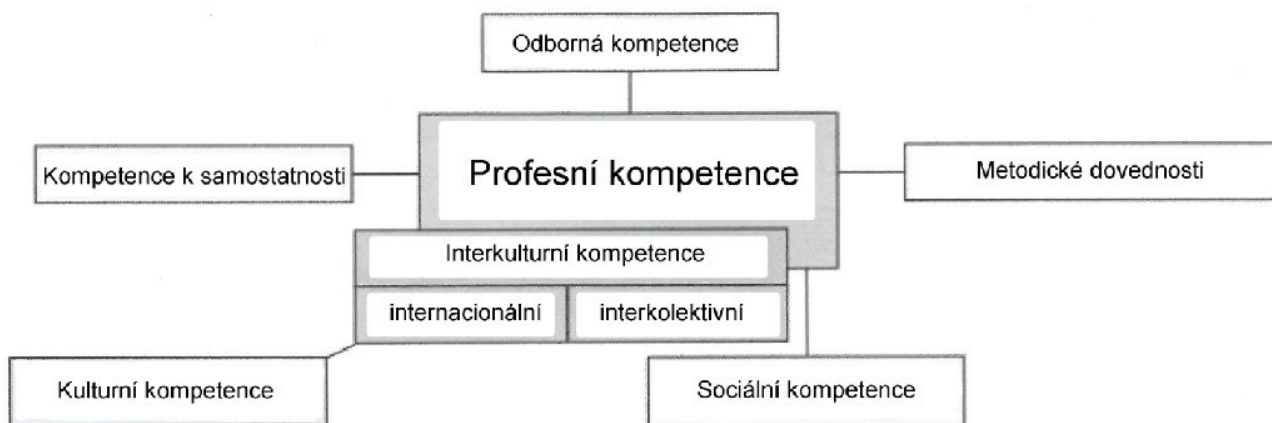 Odborná kompetence
Kompetence k samostatnosti
Profesní kompetence
Metodické dovednosti
Interkulturní kompetence
internacionální
interkolektivní
Kulturní kompetence
Sociální kompetence